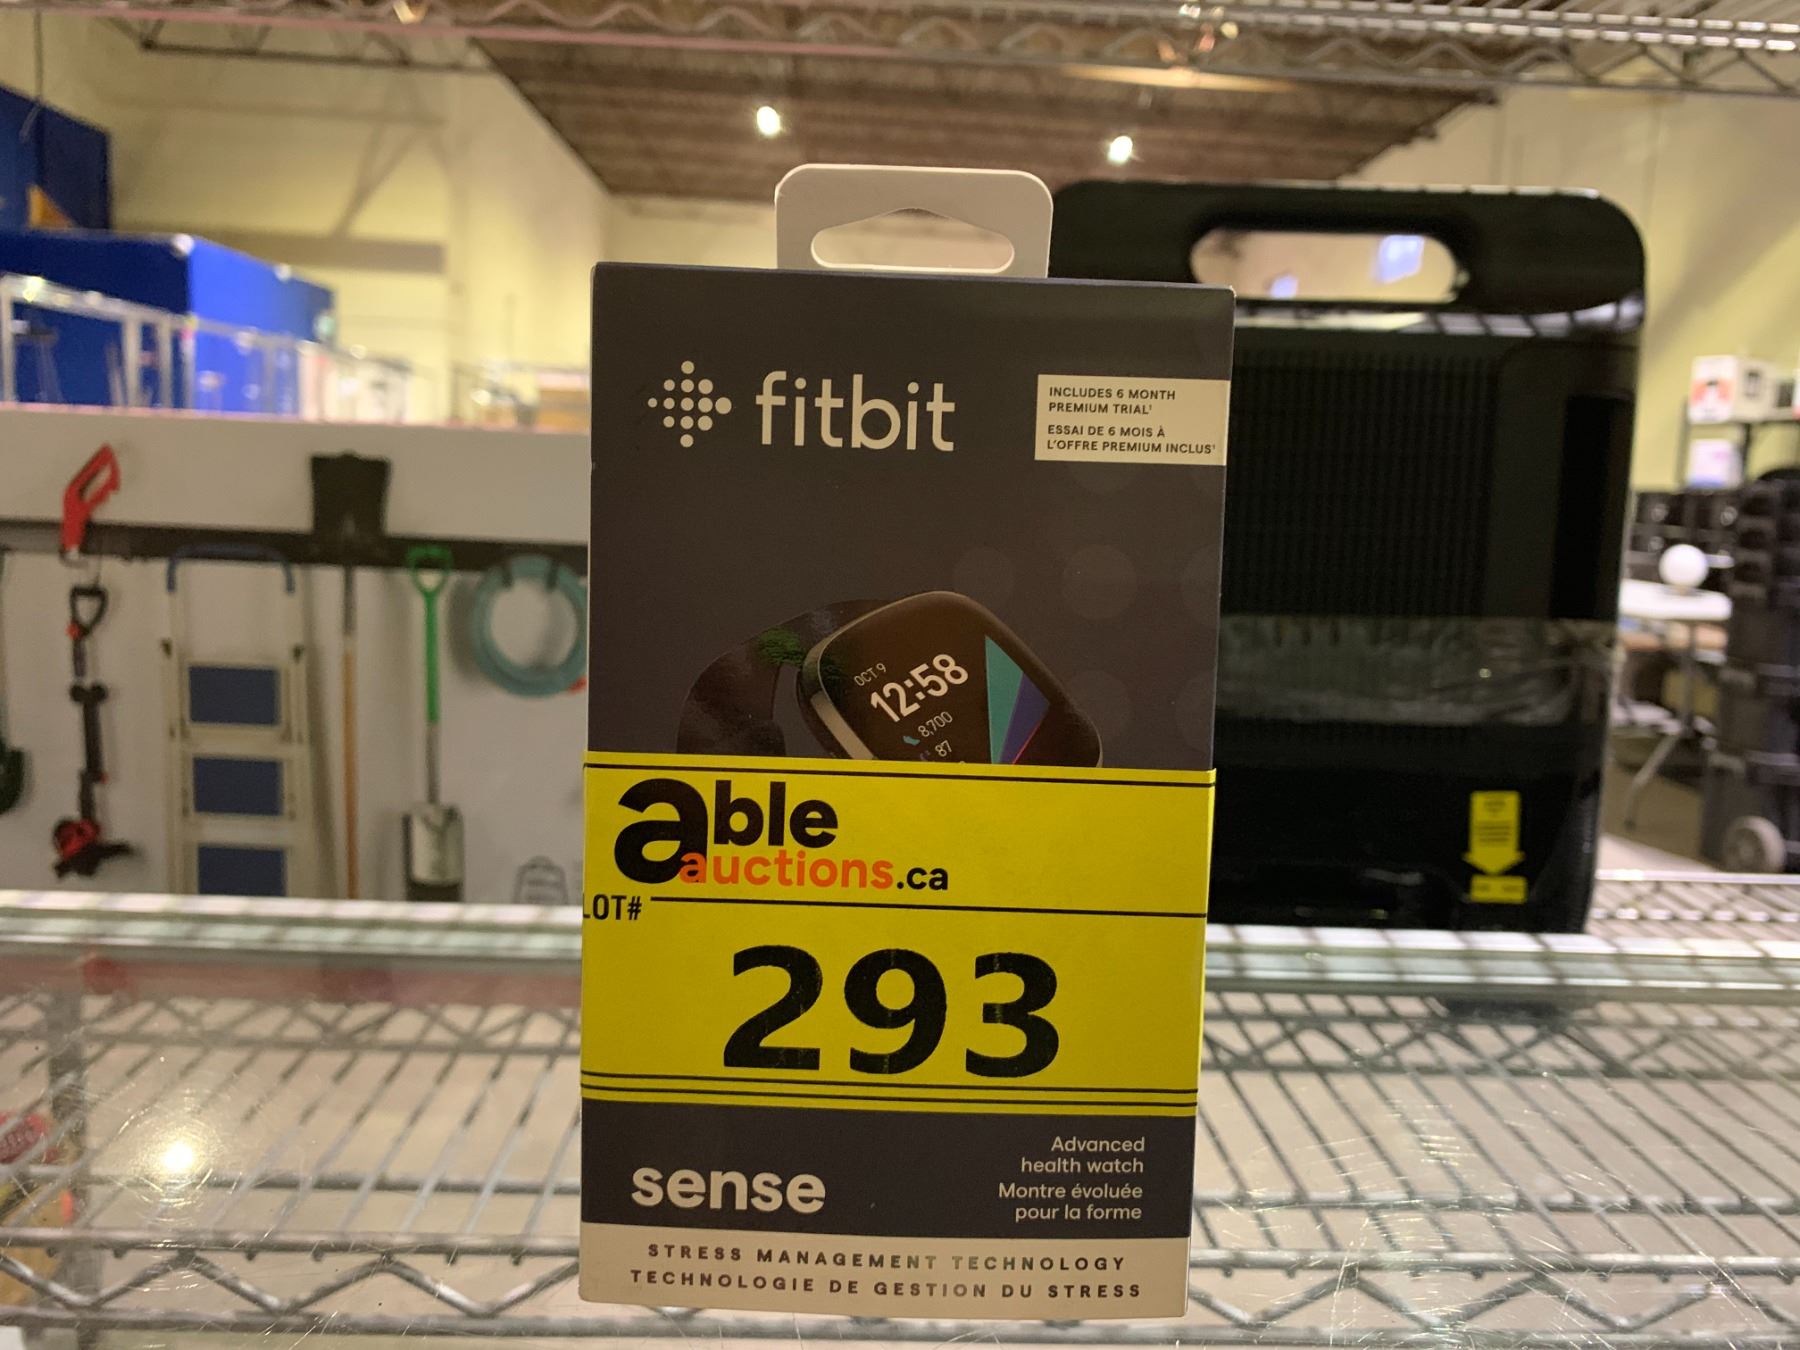 fitbit
INCLUDES 6 MONTH
PREMIUM TRIAL¹
ESSAI DE 6 MOIS À
L'OFFRE PREMIUM INCLUS¹
OCT 9
12:58
8,700
87
able
auctions.ca
LOT#
293
sense
Advanced
health watch
Montre évoluée
pour la forme
STRESS MANAGEMENT TECHNOLOGY
TECHNOLOGIE DE GESTION DU STRESS